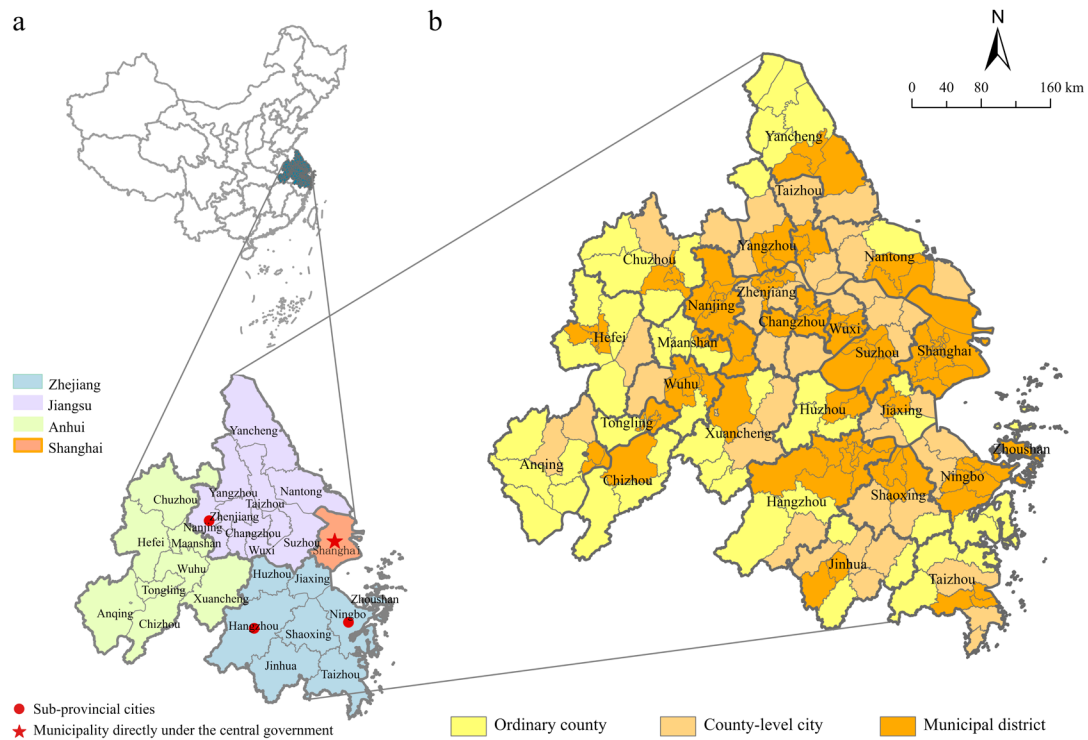 a
b
N
0 40 80 160 km
Yancheng
Taizhou
Yangzhou
Nantong
Chuzhou
Zhenjiang
Nanjing
Changzhou
Wuxi
Hefei
Maanshan
Suzhou
Shanghai
Wuhu
Huzhou
Jiaxing
Tongling
Xuancheng
Zhoushan
Anqing
Chizhou
Ningbo
Shaoxing
Hangzhou
Jinhua
Taizhou
Zhejiang
Jiangsu
Anhui
Shanghai
Yancheng
Chuzhou
Yangzhou
Nantong
Taizhou
Zhenjiang
Nanjing
Changzhou
Hefei
Maanshan
Suzhou
Wuxi
Shanghai
Wuhu
Huzhou
Jiaxing
Tongling
Xuancheng
Zhoushan
Anqing
Ningbo
Chizhou
Hangzhou
Shaoxing
Jinhua
Taizhou
Sub-provincial cities
Municipality directly under the central government
Ordinary county
County-level city
Municipal district